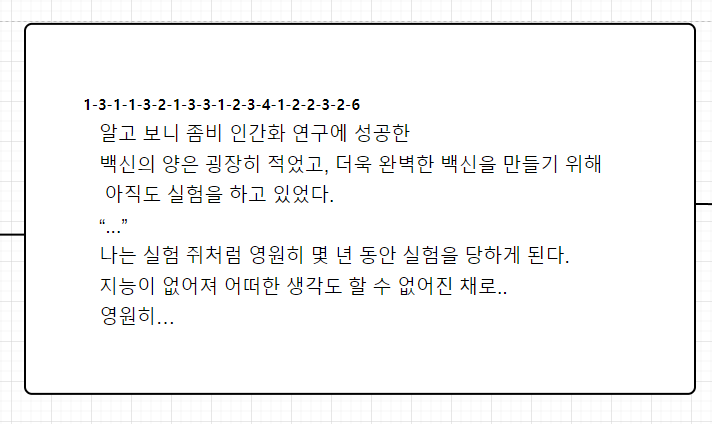 1-3-1-1-3-2-1-3-3-1-2-3-4-1-2-2-3-2-6
알고 보니 좀비 인간화 연구에 성공한
백신의 양은 굉장히 적었고, 더욱 완벽한 백신을 만들기 위해
아직도 실험을 하고 있었다.
“...”
나는 실험 쥐처럼 영원히 몇 년 동안 실험을 당하게 된다.
지능이 없어져 어떠한 생각도 할 수 없어진 채로..
영원히…